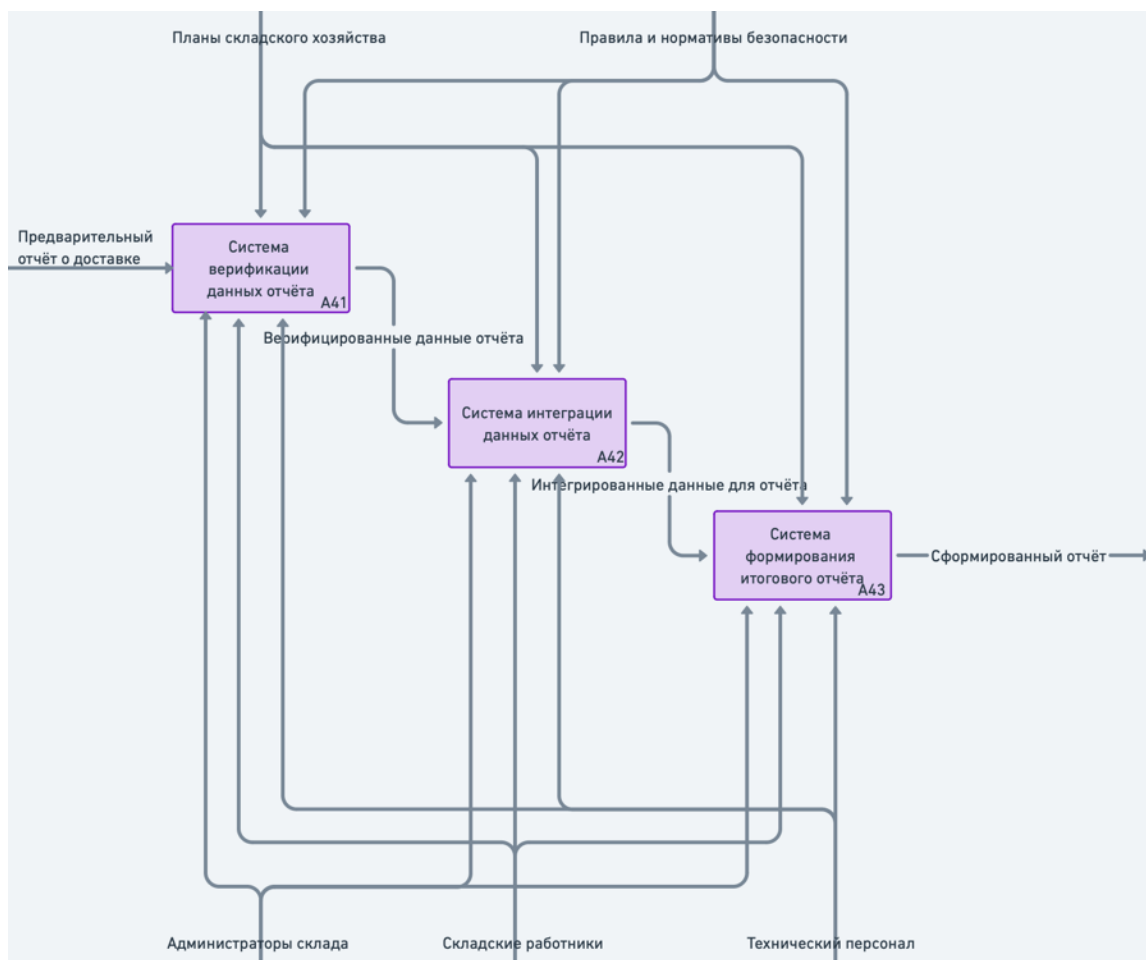 Планы складского хозяйства
Правила и нормативы безопасности
Предварительный
отчёт о доставке
Система
верификации
данных отчёта
A41
Верифицированные данные отчёта
Система интеграции
данных отчёта
A42
Интегрированные данные для отчёта
Система
формирования
итогового отчёта
A43
Сформированный отчёт
Администраторы склада
Складские работники
Технический персонал